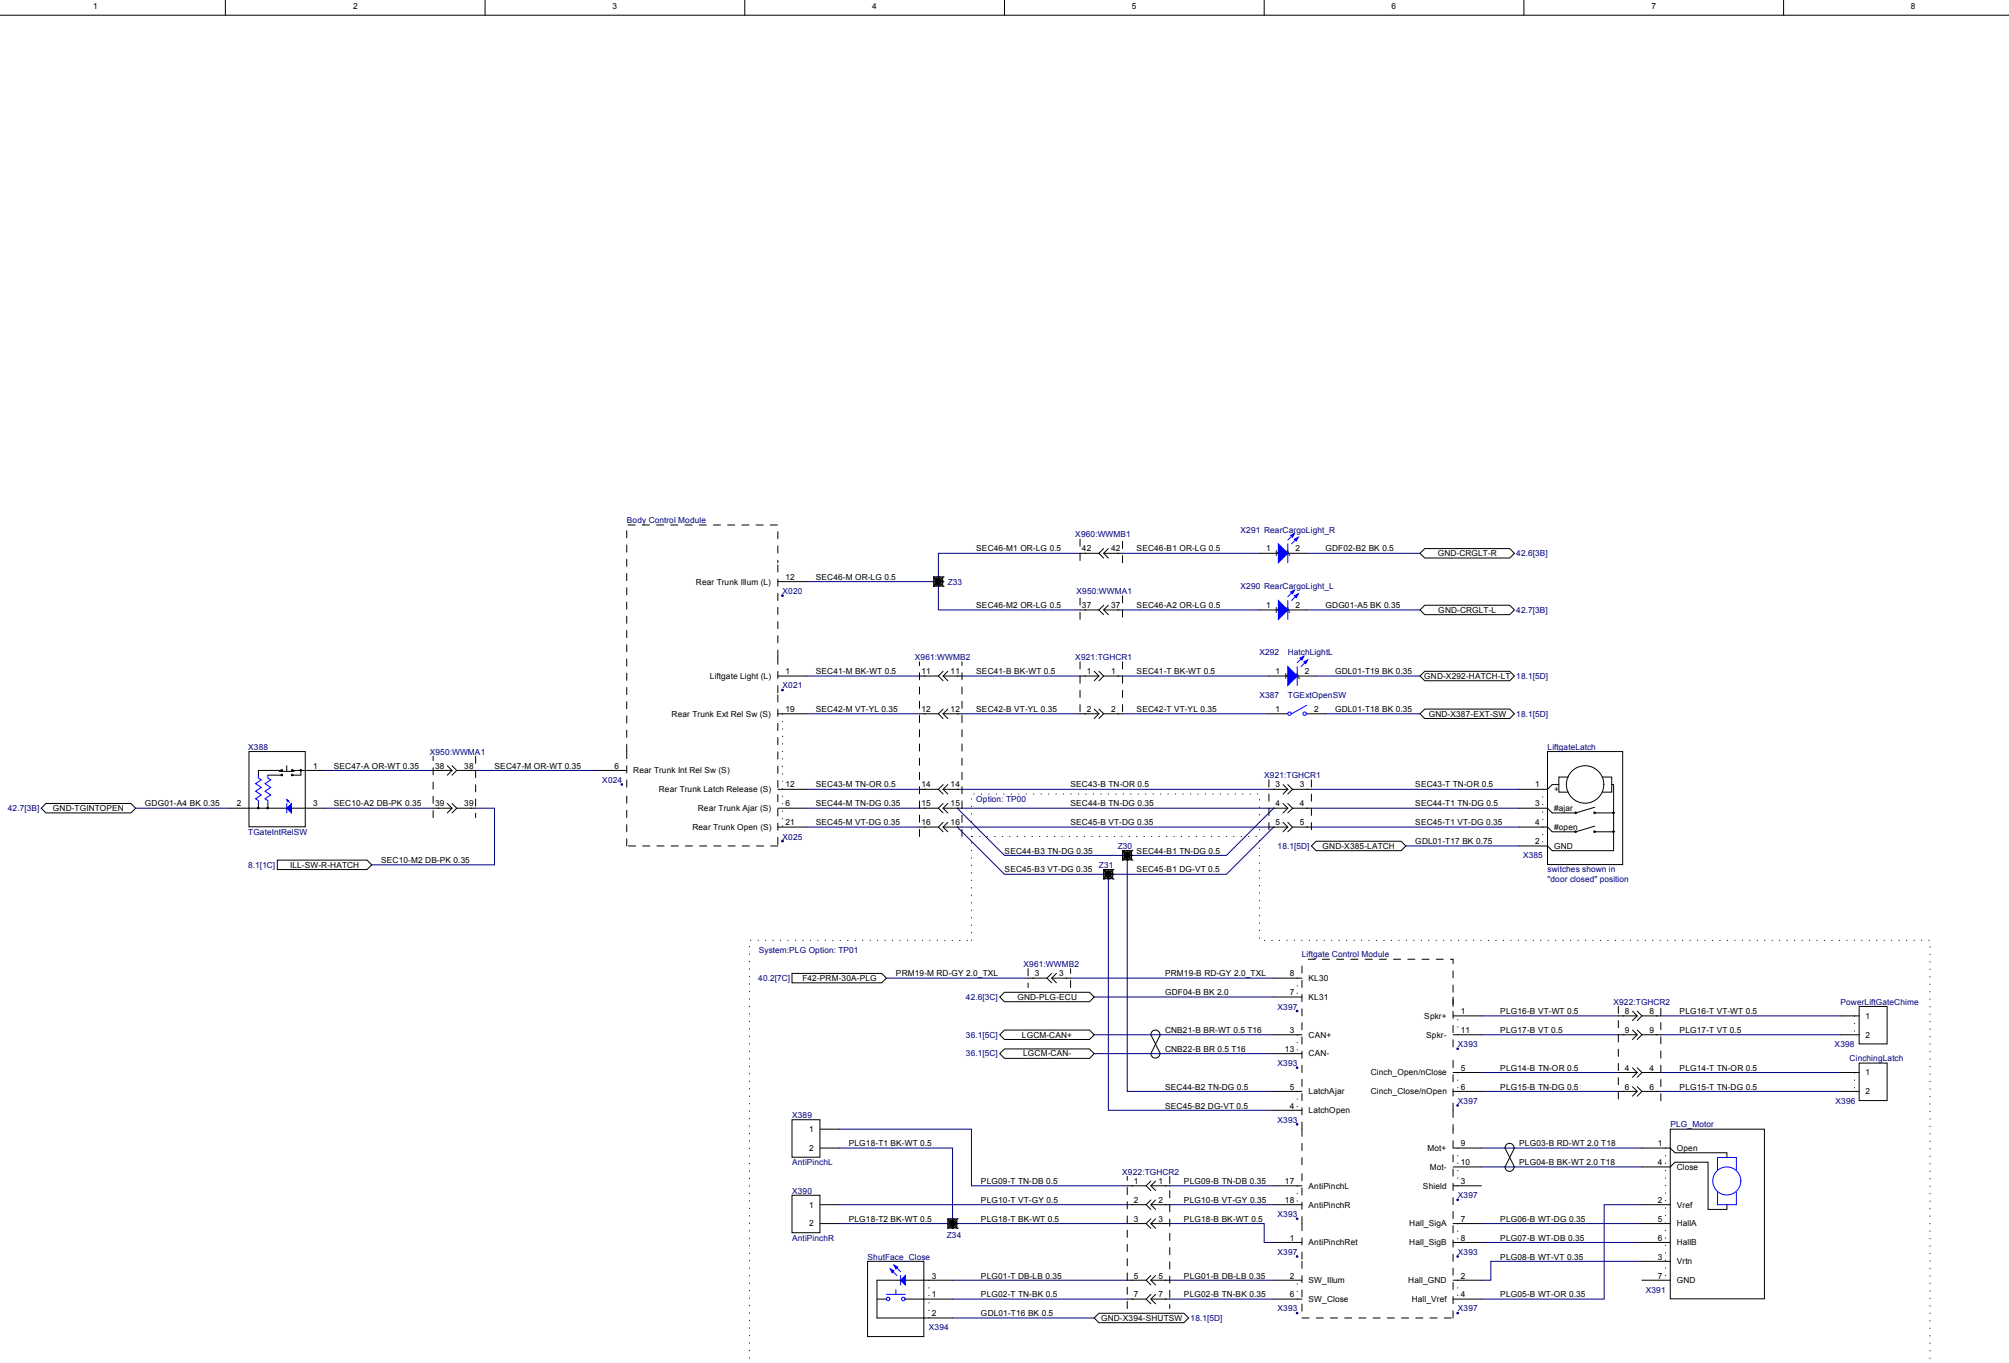 1 2 3 4 5 6 7 8
Body Control Module
Rear Trunk Illum (L) 12 SEC46-M OR-LG 0.5 Z33
X020
SEC46-M1 OR-LG 0.5 X960:WWMB1 42 42 SEC46-B1 OR-LG 0.5 X291 RearCargoLight_R 1 2 GDF02-B2 BK 0.5 GND-CRGLT-R 42.6[3B]
SEC46-M2 OR-LG 0.5 X950:WWMA1 37 37 SEC46-A2 OR-LG 0.5 X290 RearCargoLight_L 1 2 GDG01-A5 BK 0.35 GND-CRGLT-L 42.7[3B]
X961:WWMB2 X921:TGHCR1 X292 HatchLightL
Liftgate Light (L) 1 SEC41-M BK-WT 0.5 11 11 SEC41-B BK-WT 0.5 1 1 SEC41-T BK-WT 0.5 1 2 GDL01-T19 BK 0.35 GND-X292-HATCH-LT 18.1[5D]
X021
X387 TGExtOpenSW
Rear Trunk Ext Rel Sw (S) 19 SEC42-M VT-YL 0.35 12 12 SEC42-B VT-YL 0.35 2 2 SEC42-T VT-YL 0.35 1 2 GDL01-T18 BK 0.35 GND-X387-EXT-SW 18.1[5D]
X388 X950:WWMA1
1 SEC47-A OR-WT 0.35 38 38 SEC47-M OR-WT 0.35 6 Rear Trunk Int Rel Sw (S)
X024
42.7[3B] GND-TGINTOPEN GDG01-A4 BK 0.35 2 3 SEC10-A2 DB-PK 0.35 39 39
TGateIntRelSW
8.1[1C] ILL-SW-R-HATCH SEC10-M2 DB-PK 0.35
LiftgateLatch
X921:TGHCR1
Rear Trunk Latch Release (S) 12 SEC43-M TN-OR 0.5 14 14 SEC43-B TN-OR 0.5 3 3 SEC43-T TN-OR 0.5 1 +
Option: TP00
Rear Trunk Ajar (S) 6 SEC44-M TN-DG 0.35 15 15 SEC44-B TN-DG 0.35 4 4 SEC44-T1 TN-DG 0.5 3 #ajar
Rear Trunk Open (S) 21 SEC45-M VT-DG 0.35 16 16 SEC45-B VT-DG 0.35 5 5 SEC45-T1 VT-DG 0.5 4 #open
X025
18.1[5D] GND-X385-LATCH GDL01-T17 BK 0.75 2 GND
X385
switches shown in
"door closed" position
SEC44-B3 TN-DG 0.35 Z30 SEC44-B1 TN-DG 0.5
SEC45-B3 VT-DG 0.35 Z31 SEC45-B1 DG-VT 0.5
System:PLG Option: TP01
Liftgate Control Module
40.2[7C] F42-PRM-30A-PLG PRM19-M RD-GY 2.0_TXL X961:WWMB2 3 3 PRM19-B RD-GY 2.0_TXL 8 KL30
42.6[3C] GND-PLG-ECU GDF04-B BK 2.0 7 KL31
X397
36.1[5C] LGCM-CAN+ CNB21-B BR-WT 0.5 T16 3 CAN+
36.1[5C] LGCM-CAN- CNB22-B BR 0.5 T16 13 CAN-
X393
SEC44-B2 TN-DG 0.5 5 LatchAjar
SEC45-B2 DG-VT 0.5 4 LatchOpen
X393
X922:TGHCR2 PowerLiftGateChime
Spkr+ 1 PLG16-B VT-WT 0.5 8 8 PLG16-T VT-WT 0.5 1
Spkr- 11 PLG17-B VT 0.5 9 9 PLG17-T VT 0.5 2
X393 X398
CinchingLatch
Cinch_Open/nClose 5 PLG14-B TN-OR 0.5 4 4 PLG14-T TN-OR 0.5 1
Cinch_Close/nOpen 6 PLG15-B TN-DG 0.5 6 6 PLG15-T TN-DG 0.5 2
X397 X396
X389
1
2 PLG18-T1 BK-WT 0.5
AntiPinchL
X922:TGHCR2
PLG09-T TN-DB 0.5 1 1 PLG09-B TN-DB 0.35 17 AntiPinchL
X390
1 PLG10-T VT-GY 0.5 2 2 PLG10-B VT-GY 0.35 18 AntiPinchR
X393
2 PLG18-T2 BK-WT 0.5 Z34 PLG18-T BK-WT 0.5 3 3 PLG18-B BK-WT 0.5
AntiPinchR
1 AntiPinchRet
X397
ShutFace_Close
3 PLG01-T DB-LB 0.35 5 5 PLG01-B DB-LB 0.35 2 SW_Illum
1 PLG02-T TN-BK 0.5 7 7 PLG02-B TN-BK 0.35 6 SW_Close
X393
2 GDL01-T16 BK 0.5 GND-X394-SHUTSW 18.1[5D]
X394
PLG_Motor
Mot+ 9 PLG03-B RD-WT 2.0 T18 1 Open
Mot- 10 PLG04-B BK-WT 2.0 T18 4 Close
Shield 3
X397
2 Vref
Hall_SigA 7 PLG06-B WT-DG 0.35 5 HallA
Hall_SigB 8 PLG07-B WT-DB 0.35 6 HallB
X393
PLG08-B WT-VT 0.35 3 Vrtn
Hall_GND 2 7 GND
X391
Hall_Vref 4 PLG05-B WT-OR 0.35
X397